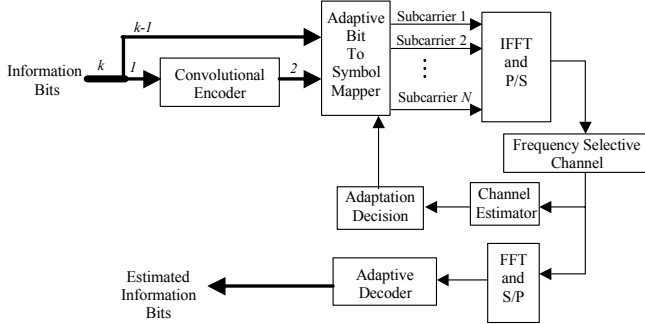 k-1
Adaptive
Bit
To
Symbol
Mapper
Subcarrier 1
Subcarrier 2
Subcarrier N
IFFT
and
P/S
Information
Bits
k
1
Convolutional
Encoder
2
Frequency Selective
Channel
Adaptation
Decision
Channel
Estimator
Estimated
Information
Bits
Adaptive
Decoder
FFT
and
S/P